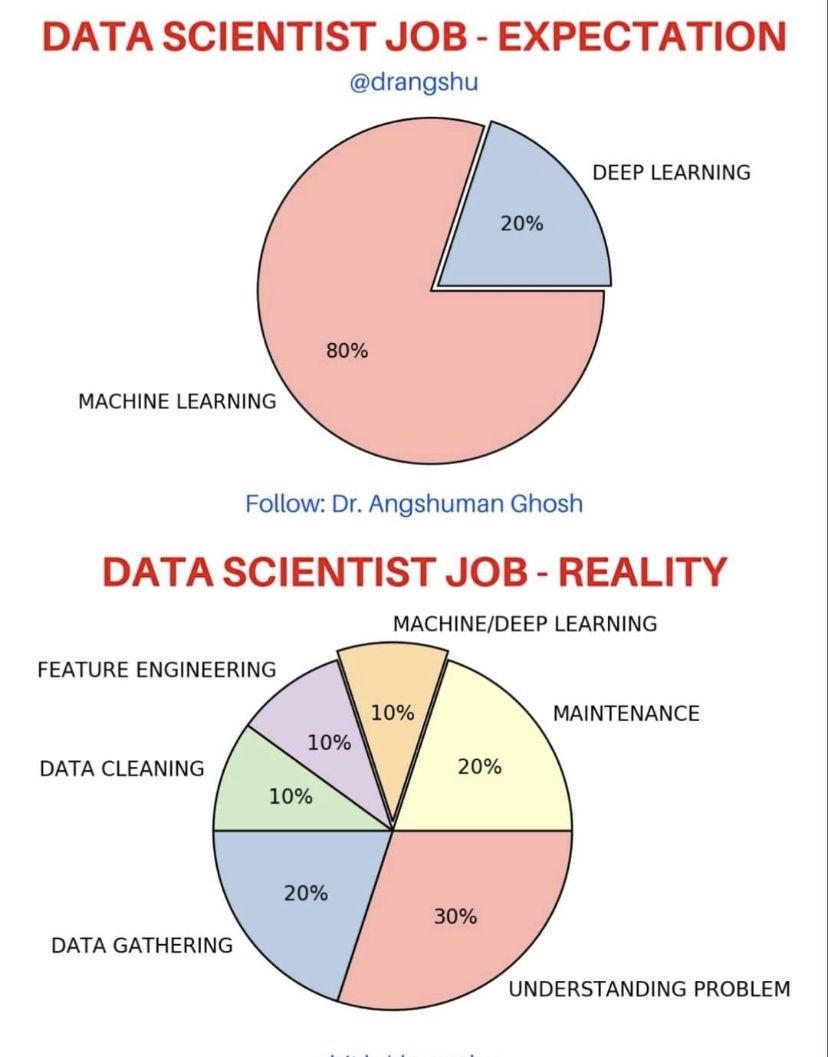 DATA SCIENTIST JOB - EXPECTATION
@drangshu
DEEP LEARNING
20%
80%
MACHINE LEARNING
Follow: Dr. Angshuman Ghosh
DATA SCIENTIST JOB - REALITY
MACHINE/DEEP LEARNING
FEATURE ENGINEERING
10%
MAINTENANCE
10%
DATA CLEANING
20%
10%
20%
30%
DATA GATHERING
UNDERSTANDING PROBLEM